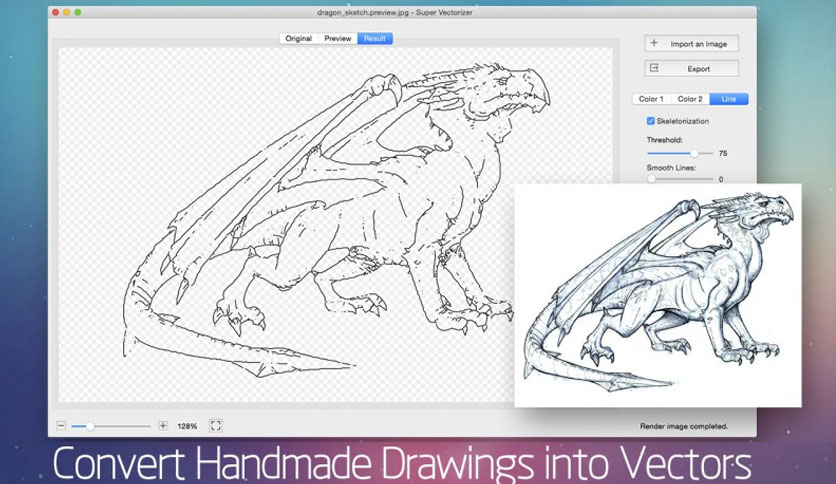 dragon_sketch.preview.jpg - Super Vectorizer
Original Preview Result
+ Import an Image
Export
Color 1 Color 2 Line
Skeletonization
Threshold:
75
Smooth Lines:
0
128%
Render image completed.
Convert Handmade Drawings into Vectors